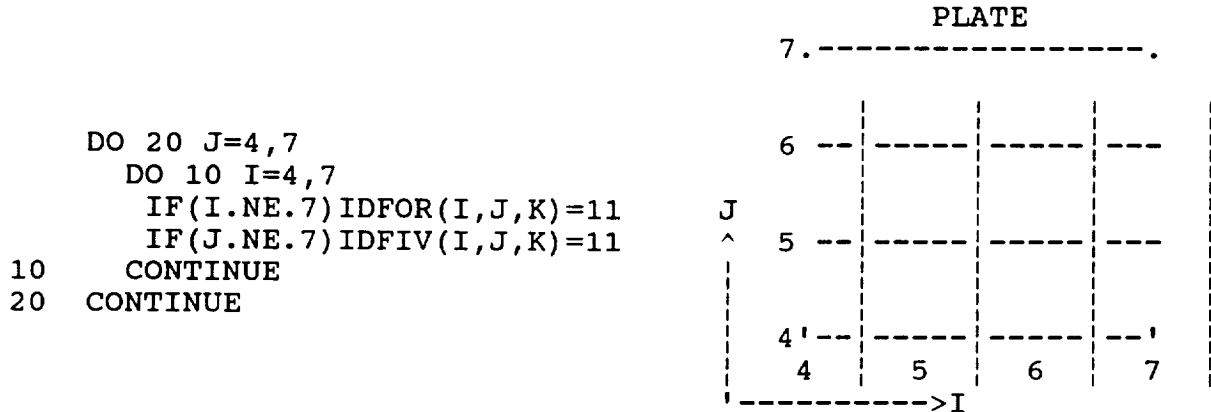 PLATE
7.-----------------.
DO 20 J=4,7
DO 10 I=4,7
IF(I.NE.7)IDFOR(I,J,K)=11
IF(J.NE.7)IDFIV(I,J,K)=11
10 CONTINUE
20 CONTINUE
6 --|-----|-----|---
J
^ 5 --|-----|-----|---
4'--|-----|-----|--'
4 | 5 | 6 | 7
'---------->I